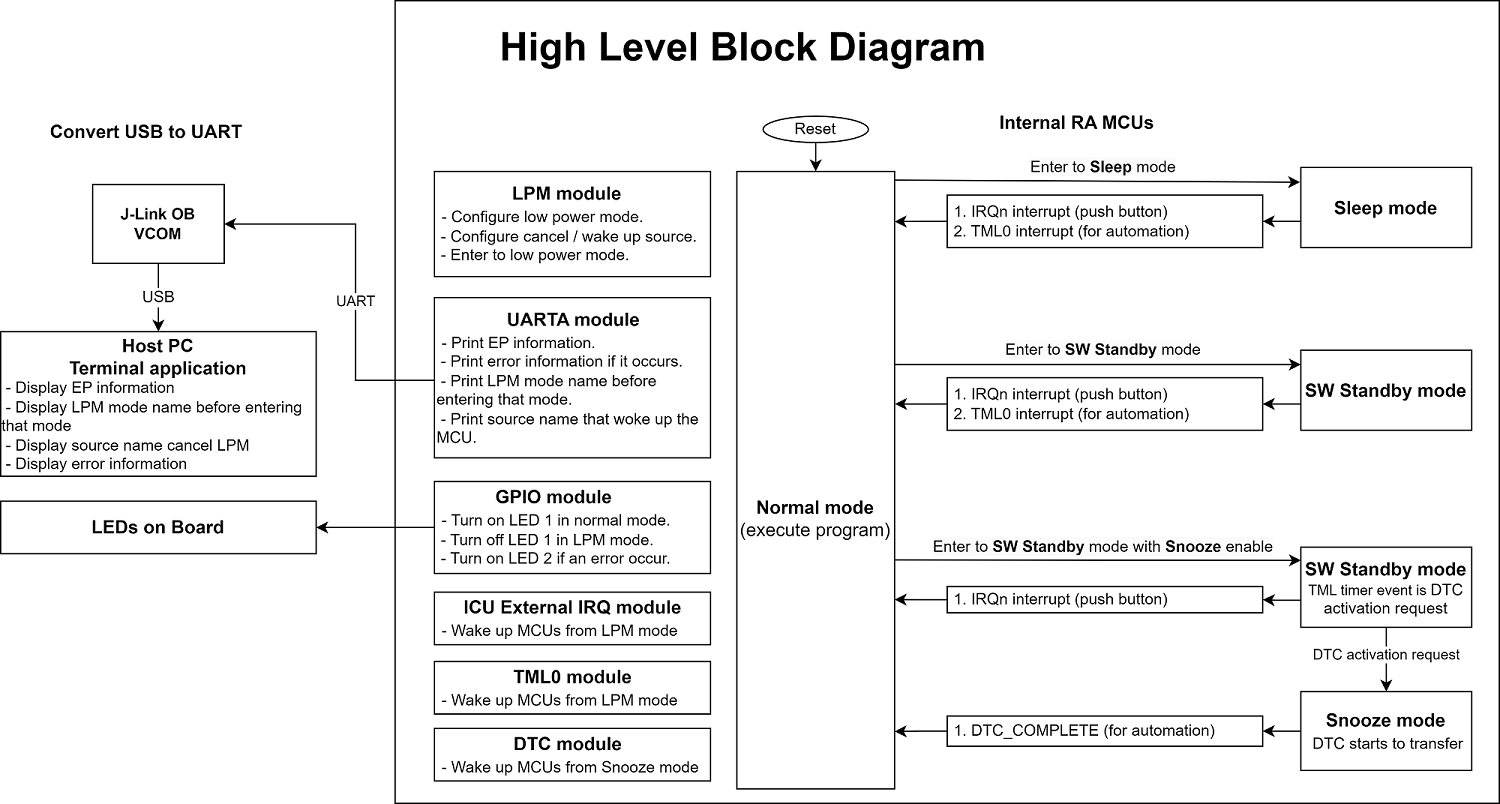 High Level Block Diagram
Convert USB to UART
J-Link OB
VCOM
USB
UART
Host PC
Terminal application
- Display EP information
- Display LPM mode name before entering
that mode
- Display source name cancel LPM
- Display error information
LEDs on Board
LPM module
- Configure low power mode.
- Configure cancel / wake up source.
- Enter to low power mode.
UARTA module
- Print EP information.
- Print error information if it occurs.
- Print LPM mode name before
entering that mode.
- Print source name that woke up the
MCU.
GPIO module
- Turn on LED 1 in normal mode.
- Turn off LED 1 in LPM mode.
- Turn on LED 2 if an error occur.
ICU External IRQ module
- Wake up MCUs from LPM mode
TML0 module
- Wake up MCUs from LPM mode
DTC module
- Wake up MCUs from Snooze mode
Reset
Normal mode
(execute program)
Internal RA MCUs
Enter to Sleep mode
1. IRQn interrupt (push button)
2. TML0 interrupt (for automation)
Sleep mode
Enter to SW Standby mode
1. IRQn interrupt (push button)
2. TML0 interrupt (for automation)
SW Standby mode
Enter to SW Standby mode with Snooze enable
1. IRQn interrupt (push button)
SW Standby mode
TML timer event is DTC
activation request
DTC activation request
1. DTC_COMPLETE (for automation)
Snooze mode
DTC starts to transfer